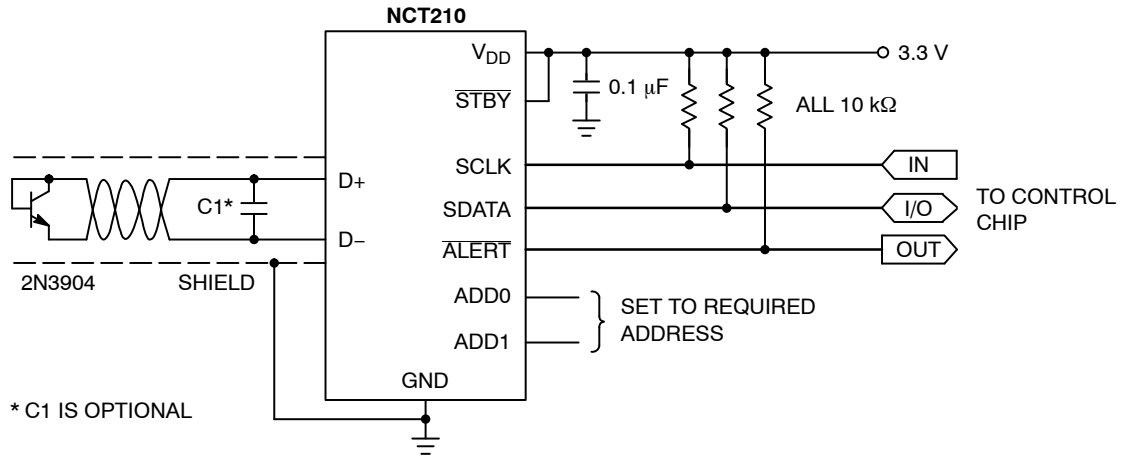 NCT210
VDD
3.3 V
0.1 μF
STBY
ALL 10 kΩ
SCLK
IN
D+
C1*
SDATA
I/O
TO CONTROL
CHIP
D−
ALERT
OUT
2N3904
SHIELD
ADD0
SET TO REQUIRED
ADDRESS
ADD1
GND
* C1 IS OPTIONAL